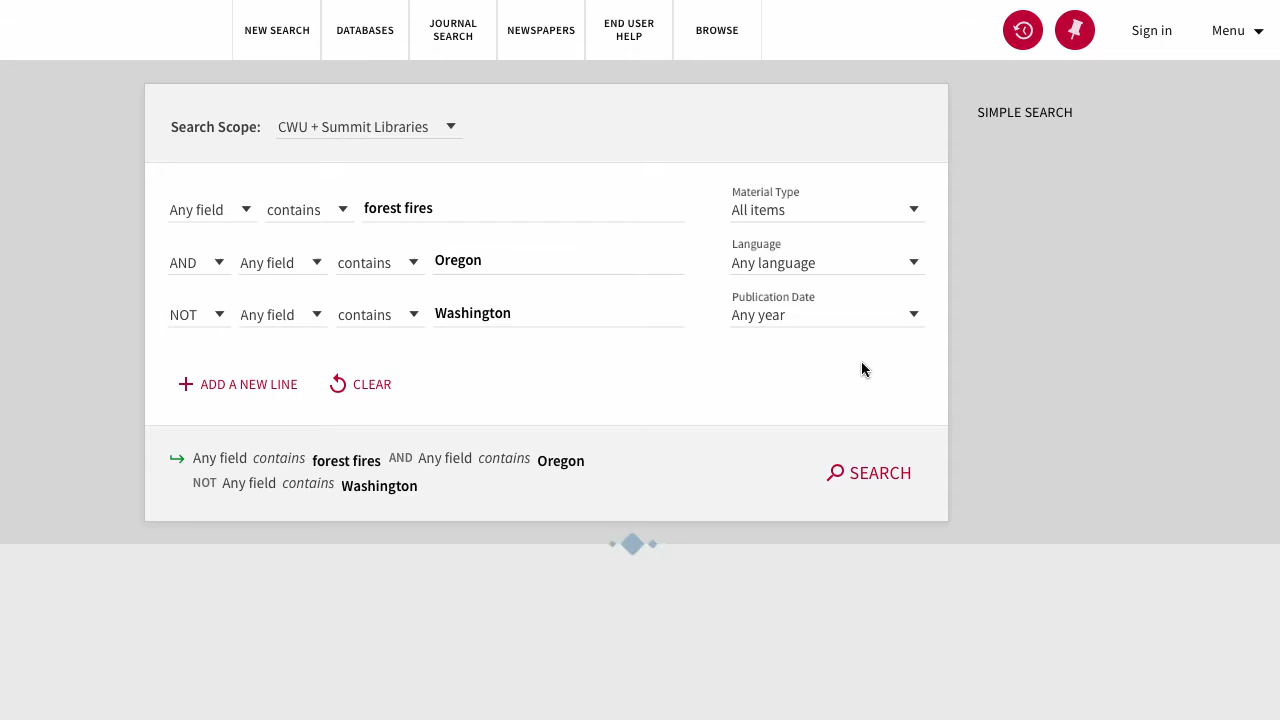 NEW SEARCH
DATABASES
JOURNAL
SEARCH
NEWSPAPERS
END USER
HELP
BROWSE
Sign in
Menu
Search Scope: CWU + Summit Libraries
SIMPLE SEARCH
Any field contains forest fires
AND Any field contains Oregon
NOT Any field contains Washington
Material Type
All items
Language
Any language
Publication Date
Any year
ADD A NEW LINE
CLEAR
Any field contains forest fires AND Any field contains Oregon
NOT Any field contains Washington
SEARCH